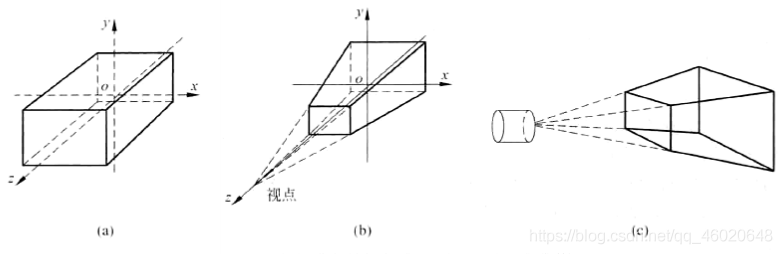 y
o
x
z
(a)
y
o
x
z
视点
(b)
(c)
https://blog.csdn.net/qq_46020648